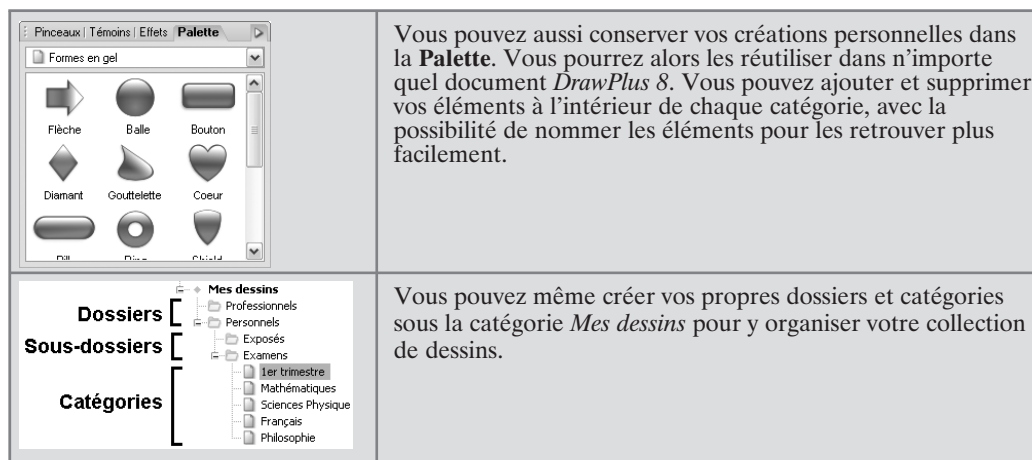 Pinceaux | Témoins | Effets Palette
Formes en gel
Flèche Balle Bouton
Diamant Gouttelette Coeur
Pill Ring Shield
Vous pouvez aussi conserver vos créations personnelles dans
la Palette. Vous pourrez alors les réutiliser dans n’importe
quel document DrawPlus 8. Vous pouvez ajouter et supprimer
vos éléments à l’intérieur de chaque catégorie, avec la
possibilité de nommer les éléments pour les retrouver plus
facilement.
Mes dessins
Dossiers
Professionnels
Personnels
Sous-dossiers
Exposés
Examens
Catégories
1er trimestre
Mathématiques
Sciences Physique
Français
Philosophie
Vous pouvez même créer vos propres dossiers et catégories
sous la catégorie Mes dessins pour y organiser votre collection
de dessins.